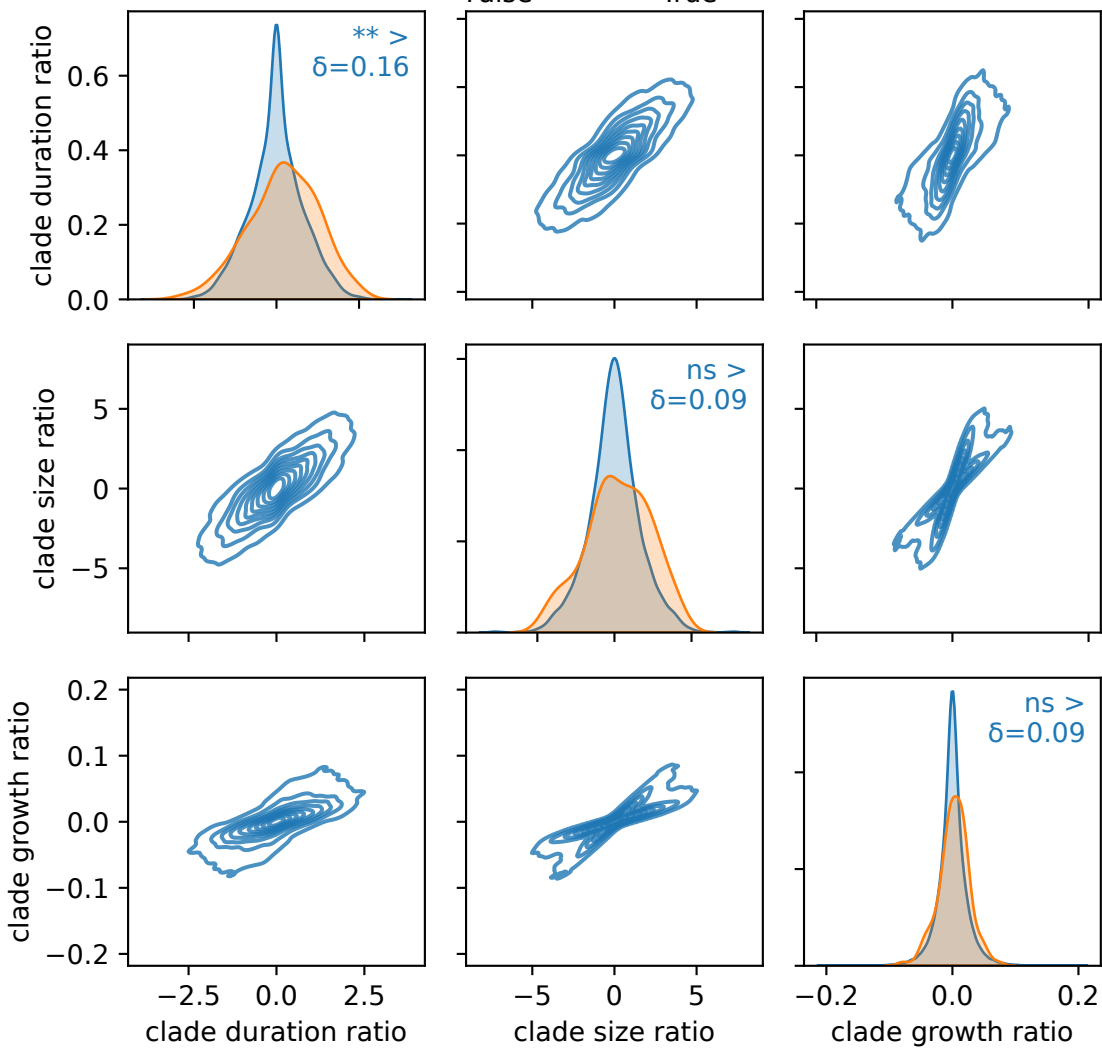 False True
clade duration ratio
0.6
0.4
0.2
0.0
** >
δ=0.16
clade size ratio
5
0
−5
ns >
δ=0.09
clade growth ratio
0.2
0.1
0.0
−0.1
−0.2
ns >
δ=0.09
−2.5 0.0 2.5
−5 0 5
−0.2 0.0 0.2
clade duration ratio
clade size ratio
clade growth ratio